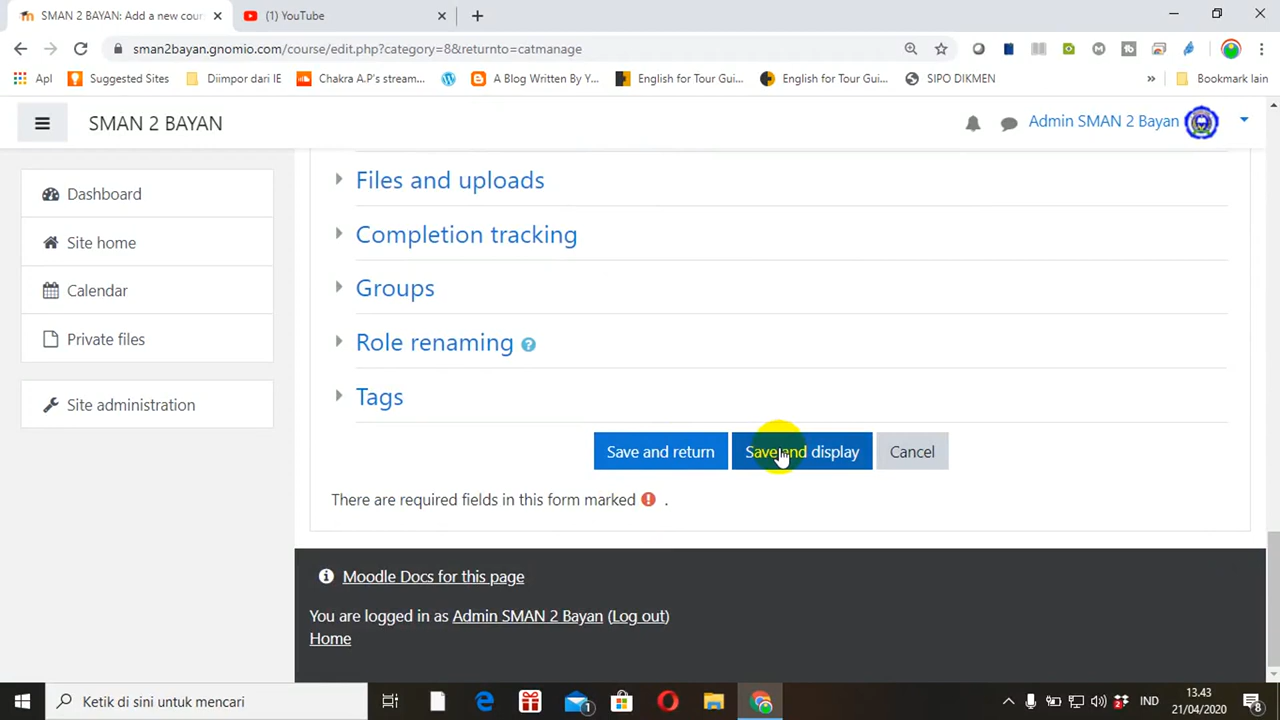 SMAN 2 BAYAN: Add a new cour
(1) YouTube
sman2bayan.gnomio.com/course/edit.php?category=8&returnto=catmanage
Apl
Suggested Sites
Diimpor dari IE
Chakra A.P's stream...
A Blog Written By Y...
English for Tour Gui...
English for Tour Gui...
SIPO DIKMEN
»
Bookmark lain
SMAN 2 BAYAN
Admin SMAN 2 Bayan
Dashboard
Site home
Calendar
Private files
Site administration
Files and uploads
Completion tracking
Groups
Role renaming ?
Tags
Save and return
Save and display
Cancel
There are required fields in this form marked ! .
Moodle Docs for this page
You are logged in as Admin SMAN 2 Bayan (Log out)
Home
Ketik di sini untuk mencari
1
2
IND
13.43
21/04/2020
8